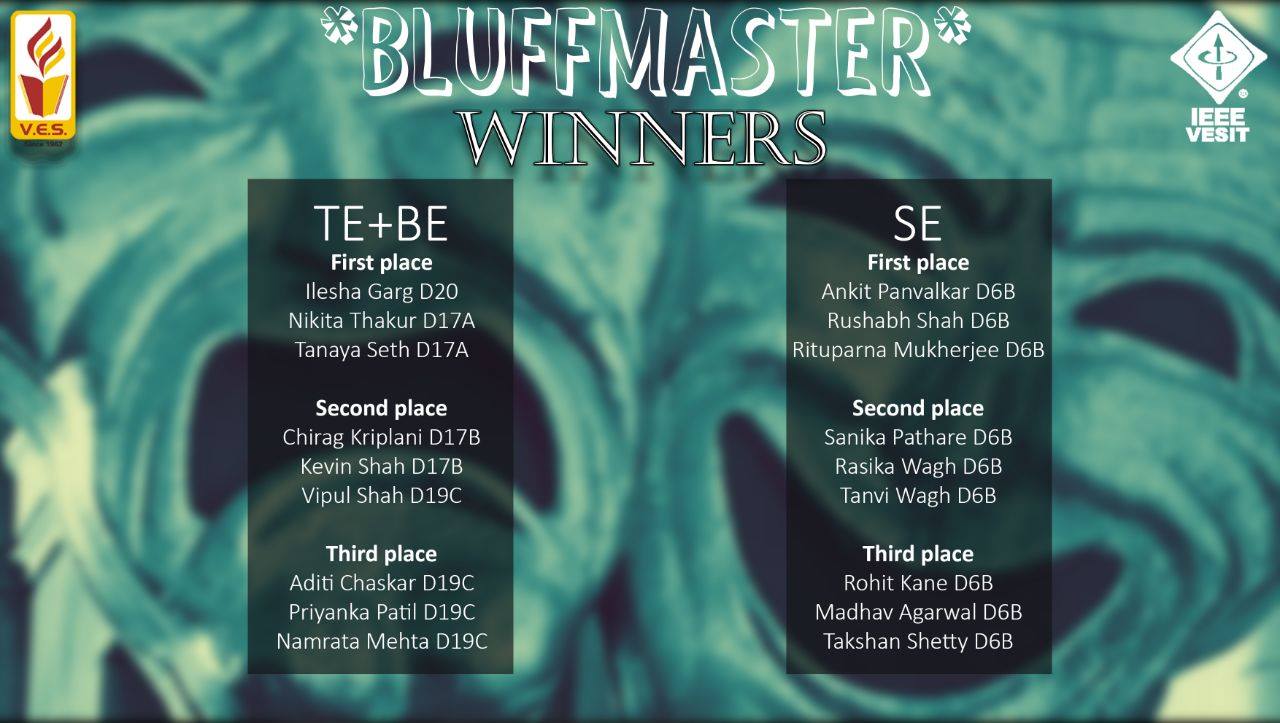 *BLUFFMASTER*
WINNERS
V.E.S.
Since 1962
IEEE
VESIT
TE+BE
First place
Ilesha Garg D20
Nikita Thakur D17A
Tanaya Seth D17A
Second place
Chirag Kriplani D17B
Kevin Shah D17B
Vipul Shah D19C
Third place
Aditi Chaskar D19C
Priyanka Patil D19C
Namrata Mehta D19C
SE
First place
Ankit Panvalkar D6B
Rushabh Shah D6B
Rituparna Mukherjee D6B
Second place
Sanika Pathare D6B
Rasika Wagh D6B
Tanvi Wagh D6B
Third place
Rohit Kane D6B
Madhav Agarwal D6B
Takshan Shetty D6B